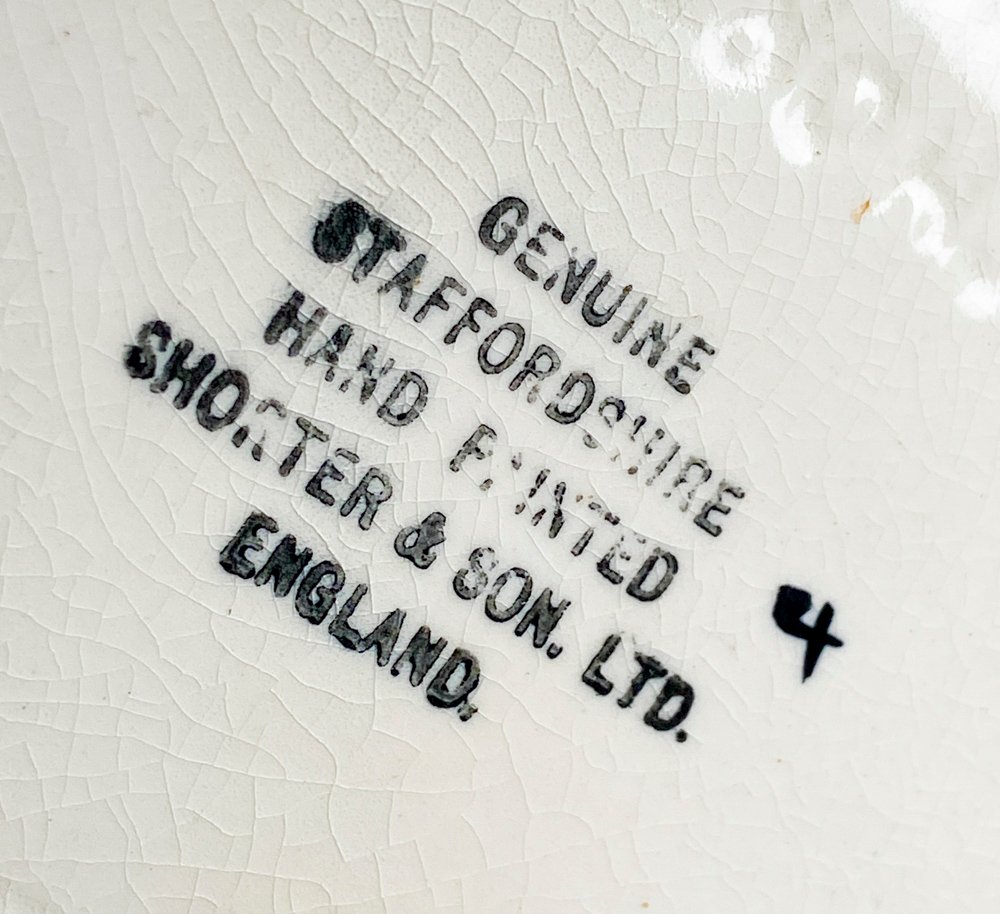 GENUINE
STAFFORDSHIRE
HAND PAINTED
SHORTER & SON. LTD.
ENGLAND.
4